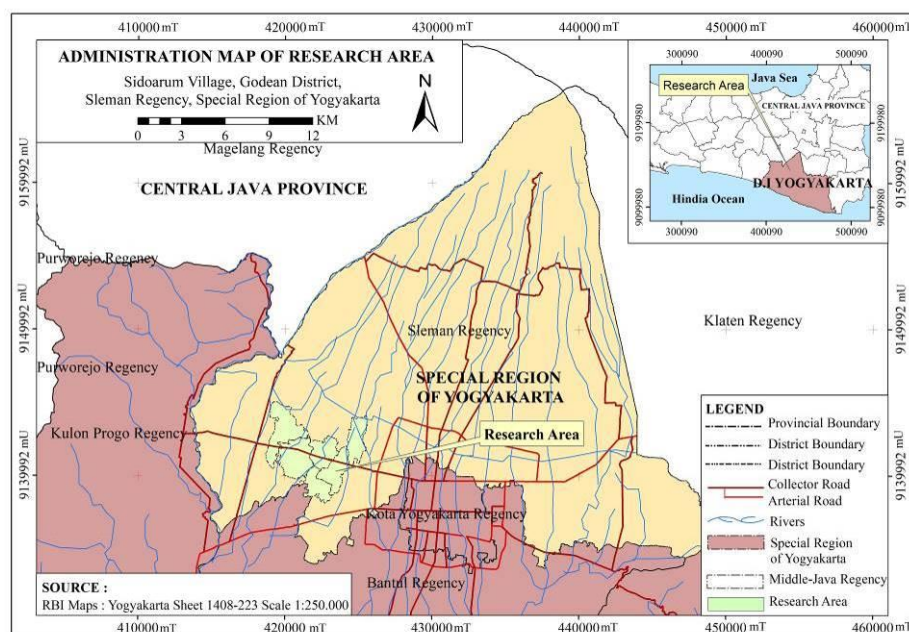 410000 mT 420000 mT 430000 mT 440000 mT 450000 mT 460000 mT
ADMINISTRATION MAP OF RESEARCH AREA
Sidoarum Village, Godean District,
Sleman Regency, Special Region of Yogyakarta
N
0 3 6 9 12 KM
Magelang Regency
CENTRAL JAVA PROVINCE
Purworejo Regency
Purworejo Regency
Kulon Progo Regency
Sleman Regency
SPECIAL REGION
OF YOGYAKARTA
Research Area
Kota Yogyakarta Regency
Bantul Regency
Klaten Regency
300090 400090 500090
Java Sea
Research Area
CENTRAL JAVA PROVINCE
D.I YOGYAKARTA
Hindia Ocean
9199980
9099980
9199980
9099980
300090 400090 500090
9159992 mU
9149992 mU
9139992 mU
9159992 mU
9149992 mU
9139992 mU
LEGEND
Provincial Boundary
District Boundary
District Boundary
Collector Road
Arterial Road
Rivers
Special Region
of Yogyakarta
Middle-Java Regency
Research Area
SOURCE :
RBI Maps : Yogyakarta Sheet 1408-223 Scale 1:250.000
410000 mT 420000 mT 430000 mT 440000 mT 450000 mT 460000 mT